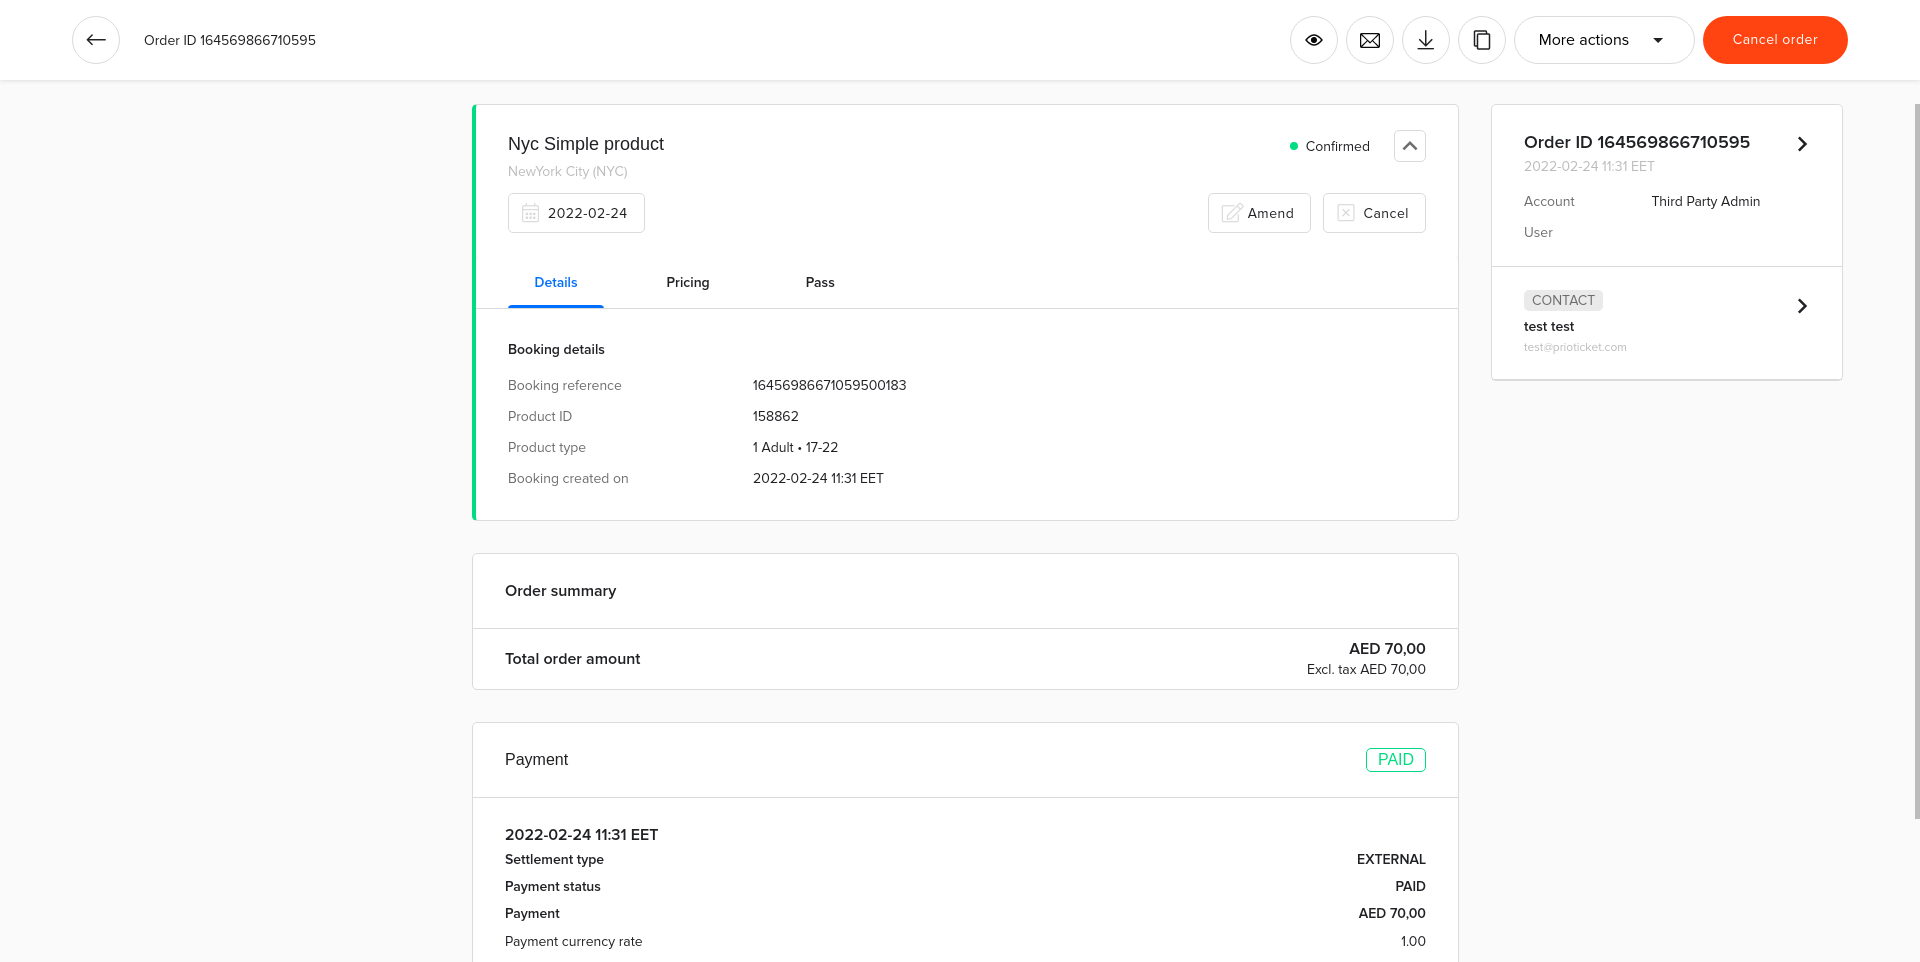 Order ID 164569866710595
More actions
Cancel order
Nyc Simple product
Confirmed
NewYork City (NYC)
2022-02-24
Amend
Cancel
Details
Pricing
Pass
Booking details
Booking reference 16456986671059500183
Product ID 158862
Product type 1 Adult • 17-22
Booking created on 2022-02-24 11:31 EET
Order summary
Total order amount
AED 70,00
Excl. tax AED 70,00
Payment
PAID
2022-02-24 11:31 EET
Settlement type EXTERNAL
Payment status PAID
Payment AED 70,00
Payment currency rate 1.00
Order ID 164569866710595
2022-02-24 11:31 EET
Account Third Party Admin
User
CONTACT
test test
test@prioticket.com